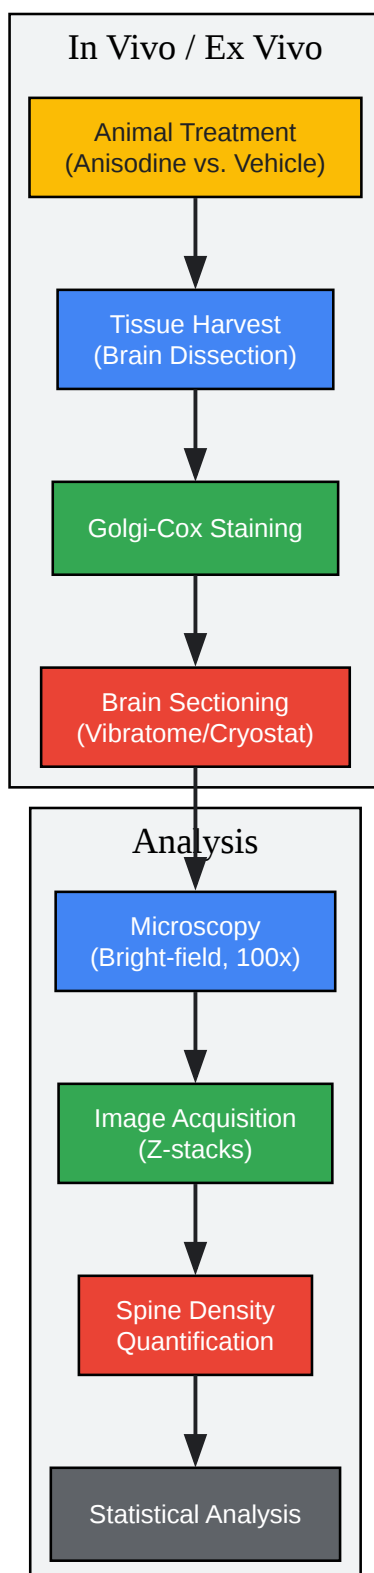 In Vivo / Ex Vivo
Animal Treatment
(Anisodine vs. Vehicle)
Tissue Harvest
(Brain Dissection)
Golgi-Cox Staining
Brain Sectioning
(Vibratome/Cryostat)
Analysis
Microscopy
(Bright-field, 100x)
Image Acquisition
(Z-stacks)
Spine Density
Quantification
Statistical Analysis